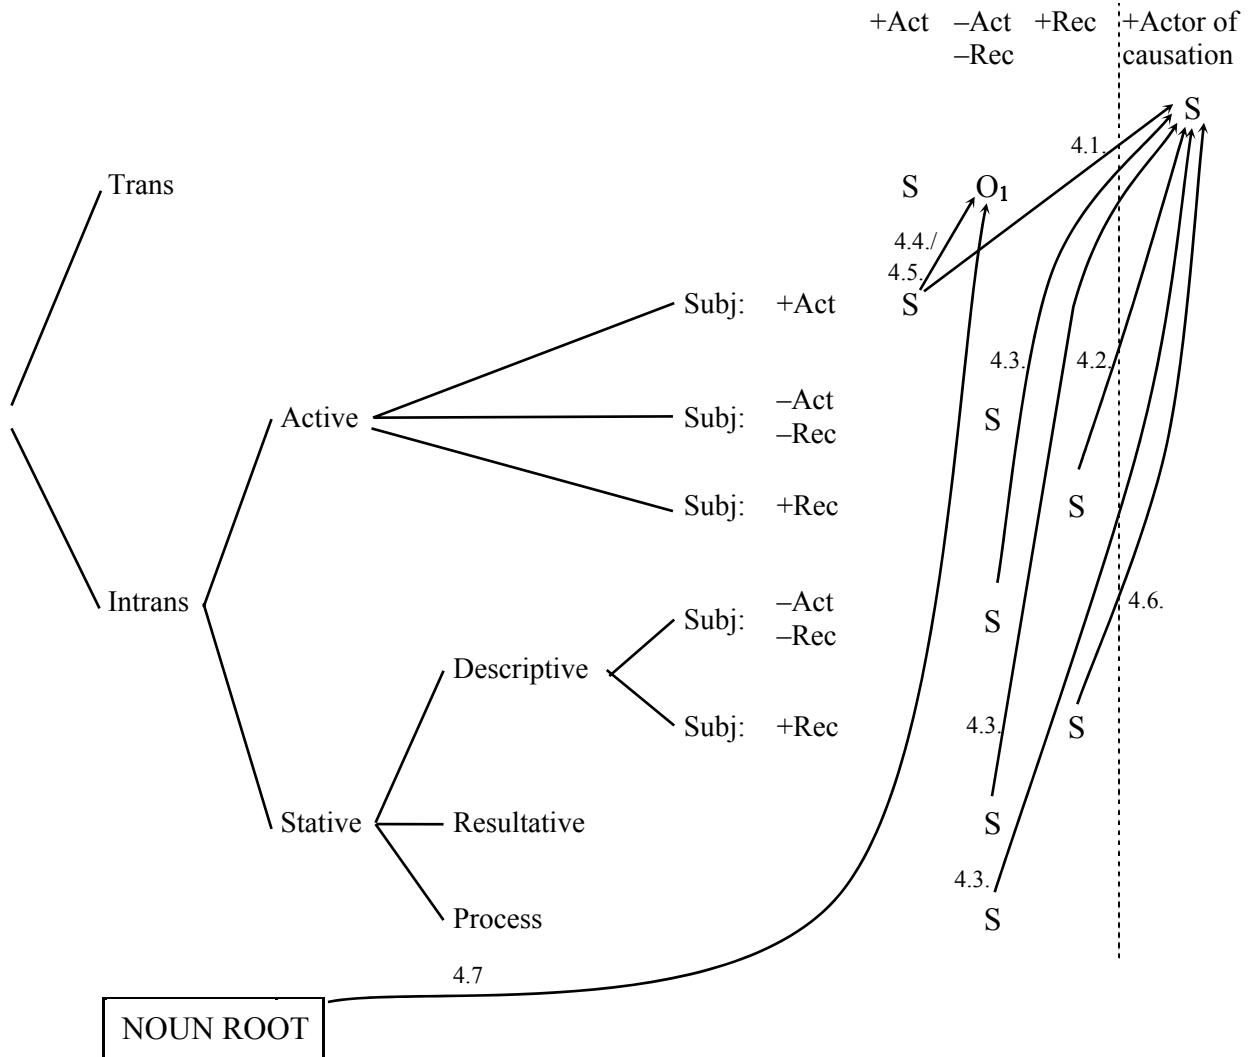 +Act –Act +Rec +Actor of
–Rec causation
S
4.1.
Trans S O₁
4.4./
4.5.
Subj: +Act S
4.3. 4.2.
Active Subj: –Act S
–Rec
Subj: +Rec S
Intrans Subj: –Act S 4.6.
–Rec
Descriptive
Subj: +Rec 4.3. S
Stative Resultative S
4.3.
Process S
4.7
NOUN ROOT